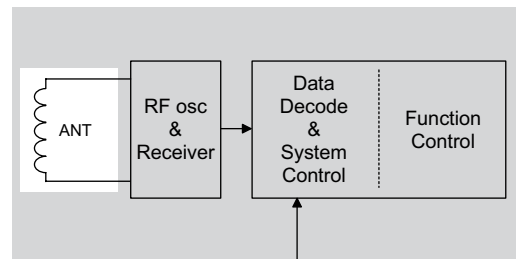 ANT
RF osc
&
Receiver
Data
Decode
&
System
Control
Function
Control